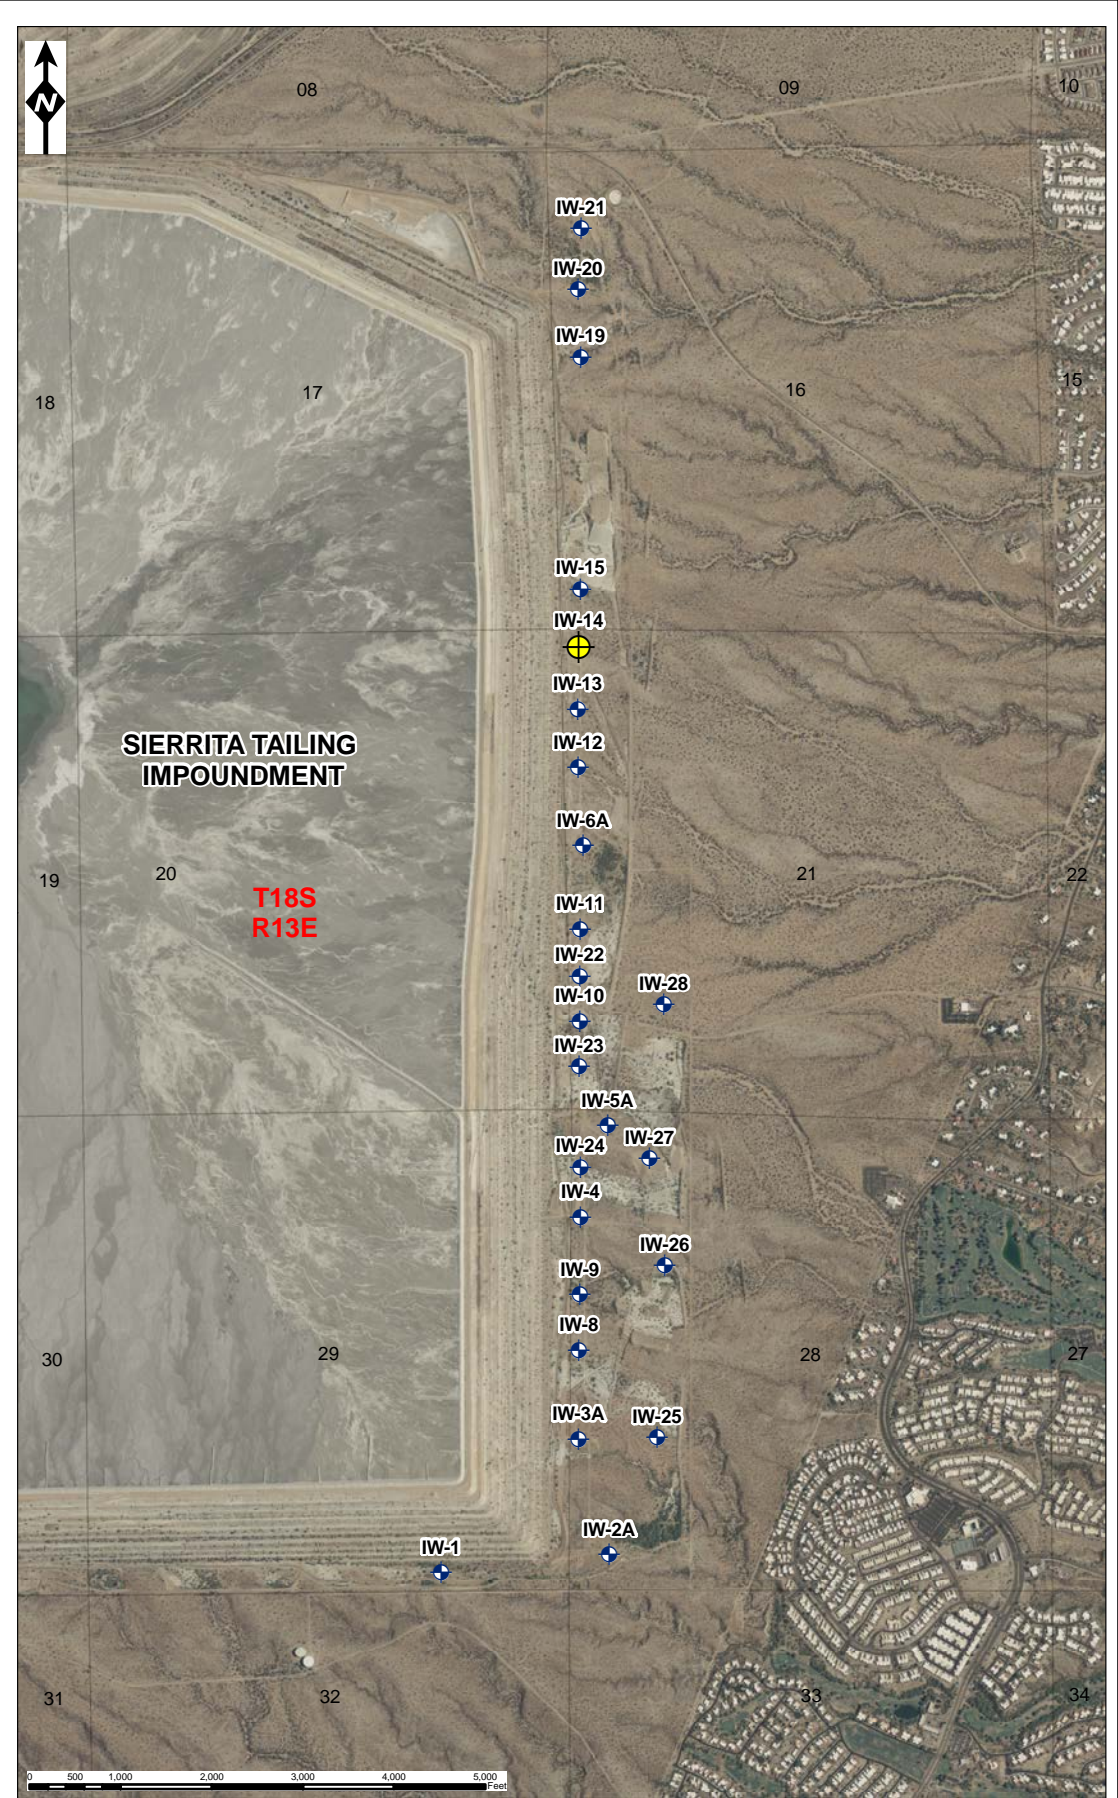 N
08
09
10
IW-21
IW-20
IW-19
18
17
16
15
IW-15
IW-14
IW-13
IW-12
SIERRITA TAILING
IMPOUNDMENT
IW-6A
19
20
21
22
T18S
R13E
IW-11
IW-22
IW-28
IW-10
IW-23
IW-5A
IW-27
IW-24
IW-4
IW-26
IW-9
IW-8
30
29
28
27
IW-3A
IW-25
IW-2A
IW-1
31
32
33
34
0 500 1,000 2,000 3,000 4,000 5,000
Feet